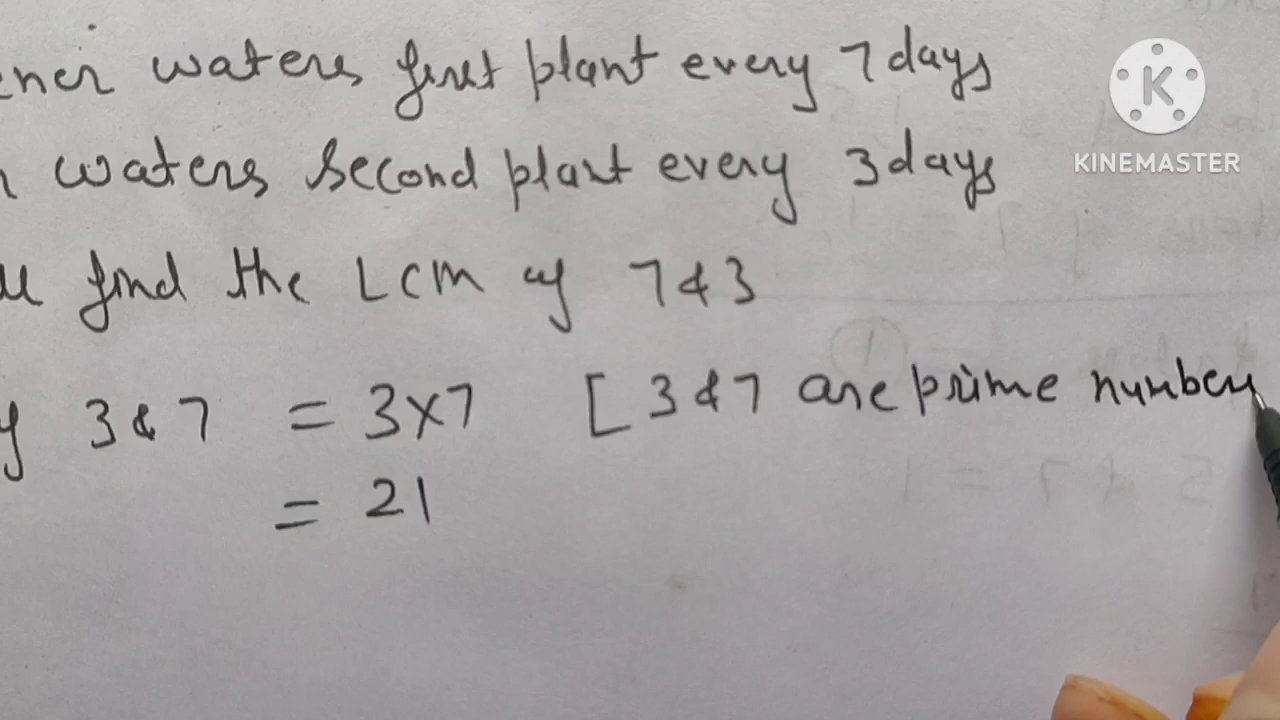 ener waters first plant every 7 days
K
KINEMASTER
waters second plant every 3 days
find the LCM of 7 & 3
3 & 7 = 3×7 [3 & 7 are prime number
= 21